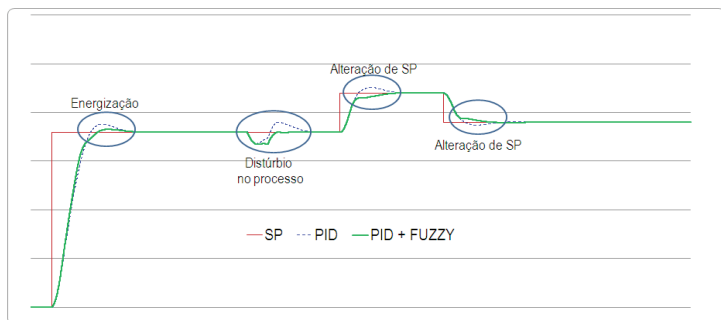 Alteração de SP
Energização
Distúrbio
no processo
Alteração de SP
SP PID PID + FUZZY